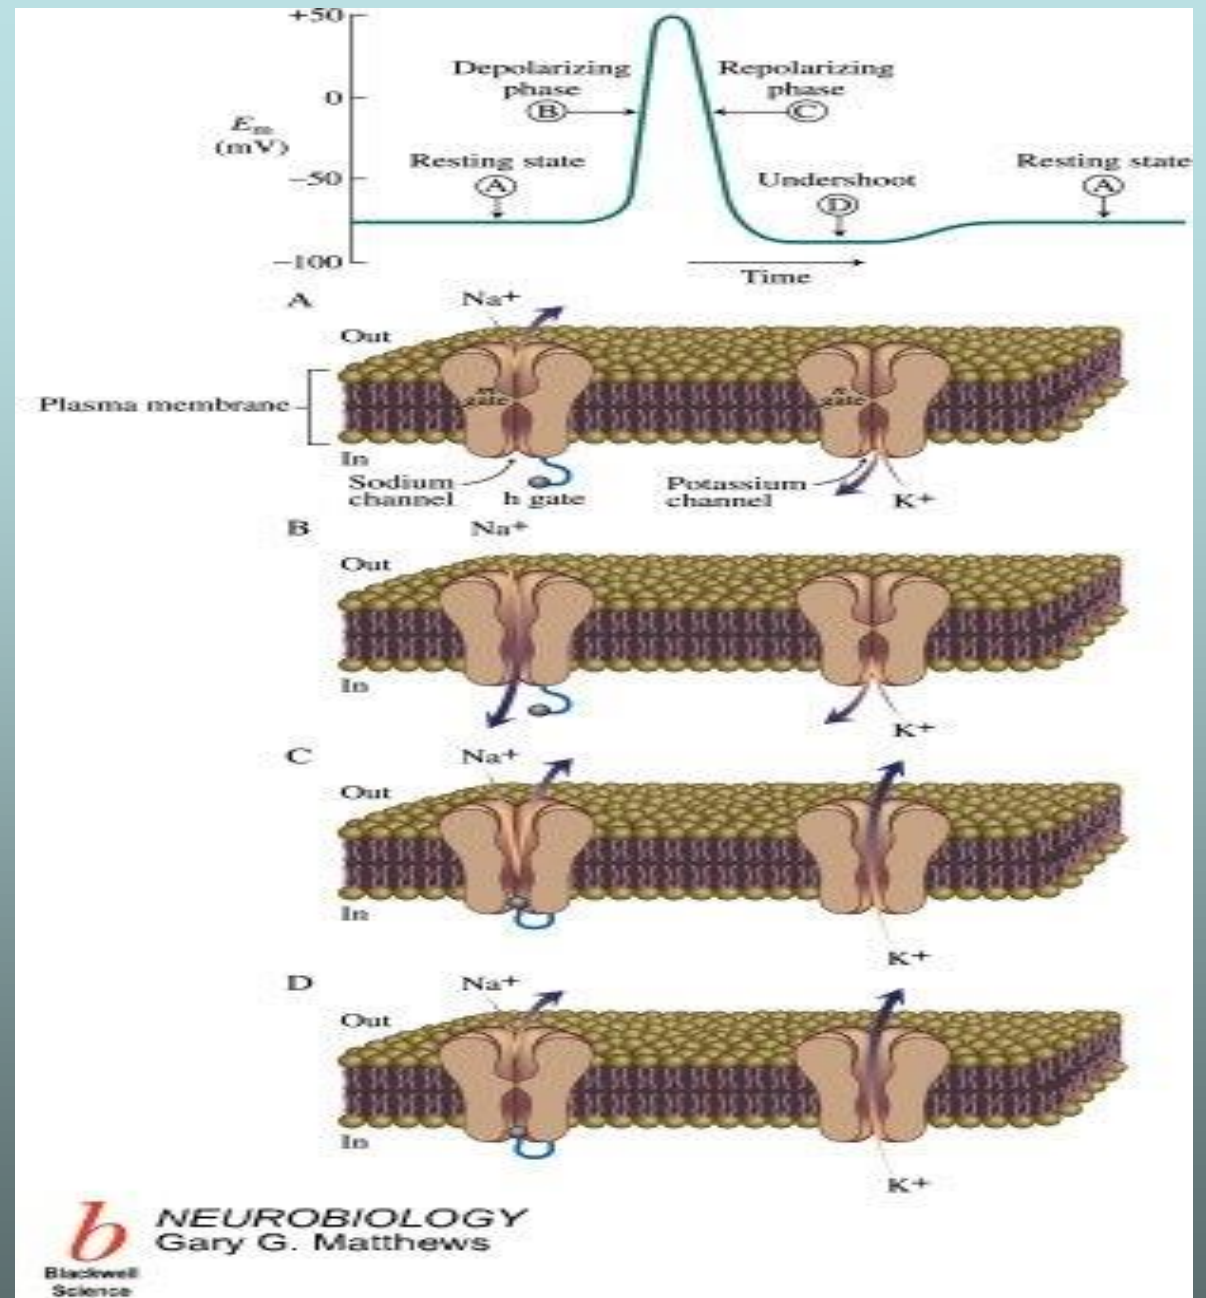 +50
Depolarizing
phase
B
Repolarizing
phase
C
0
Em
(mV)
Resting state
A
−50
Undershoot
D
Resting state
A
−100
Time
A
Na+
Out
Plasma membrane
m
gate
n
gate
In
Sodium
channel
h gate
Potassium
channel
K+
B
Na+
Out
In
K+
C
Na+
Out
In
K+
D
Na+
Out
In
K+
b
Blackwell
Science
NEUROBIOLOGY
Gary G. Matthews